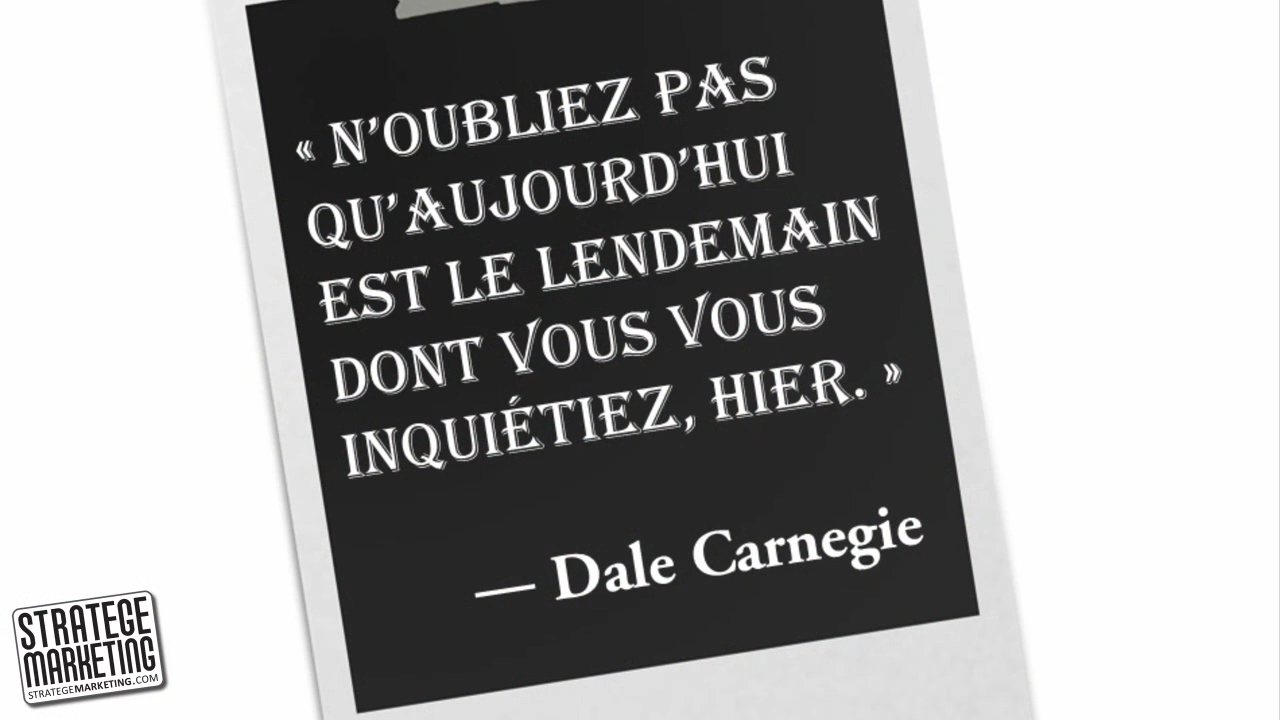 « N’OUBLIEZ PAS
QU’AUJOURD’HUI
EST LE LENDEMAIN
DONT VOUS VOUS
INQUIÉTIEZ, HIER. »
— Dale Carnegie
STRATEGE
MARKETING
STRATEGEMARKETING.COM